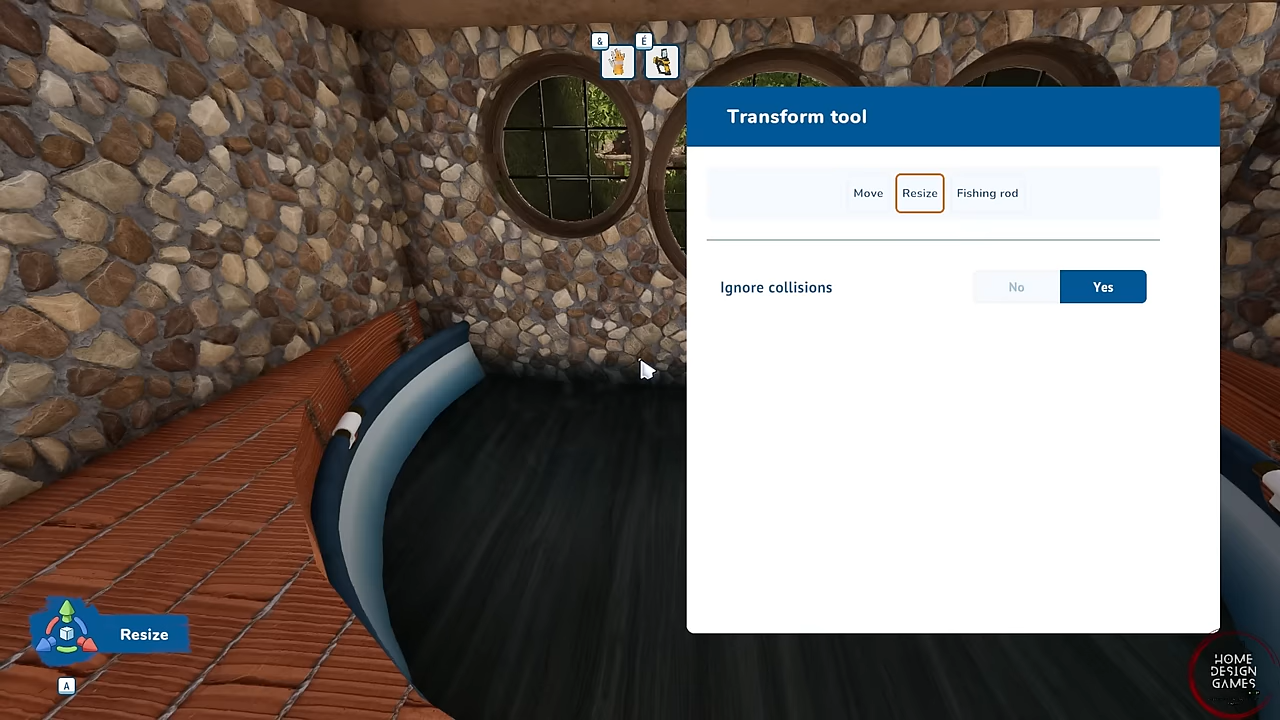 & É
Transform tool
Move Resize Fishing rod
Ignore collisions No Yes
Resize
A
HOME
DESIGN
GAMES